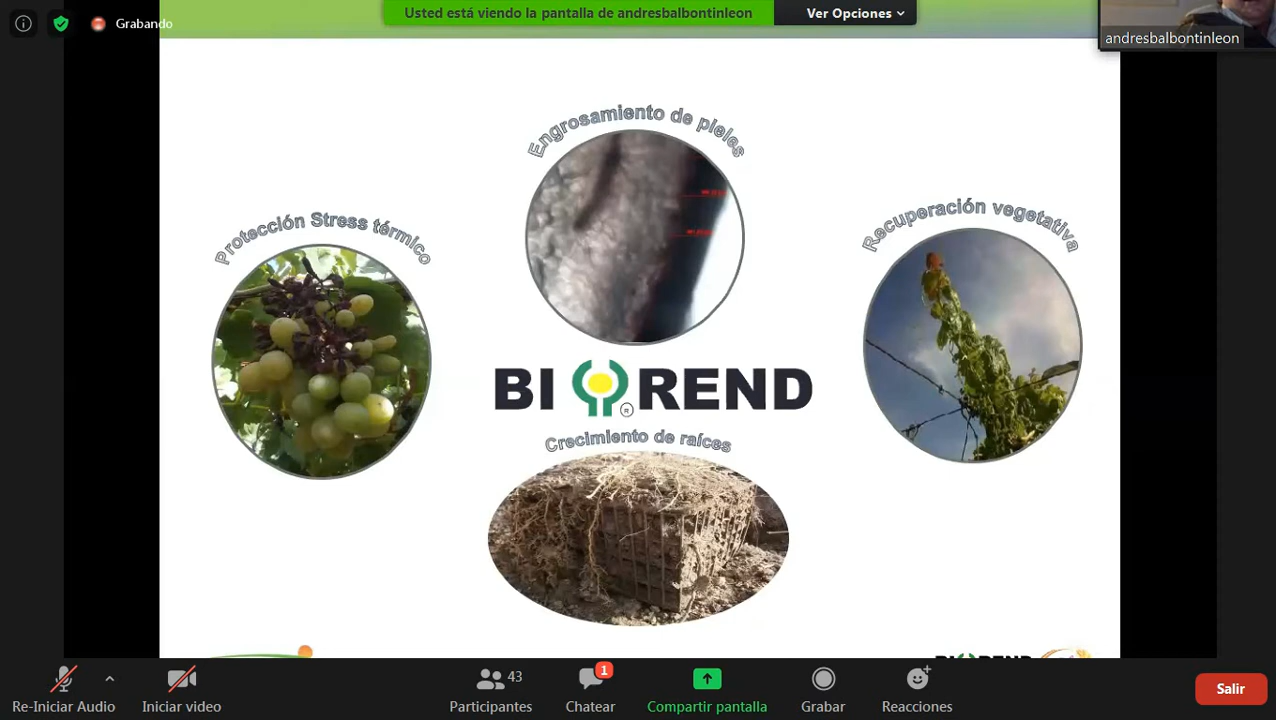 Grabando
Usted está viendo la pantalla de andresbalbontinleon
Ver Opciones
andresbalbontinleon
Engrosamiento de pieles
Protección Stress térmico
Recuperación vegetativa
BIOREND
R
Crecimiento de raíces
BIOREND
43
1
Re-Iniciar Audio
Iniciar video
Participantes
Chatear
Compartir pantalla
Grabar
Reacciones
Salir